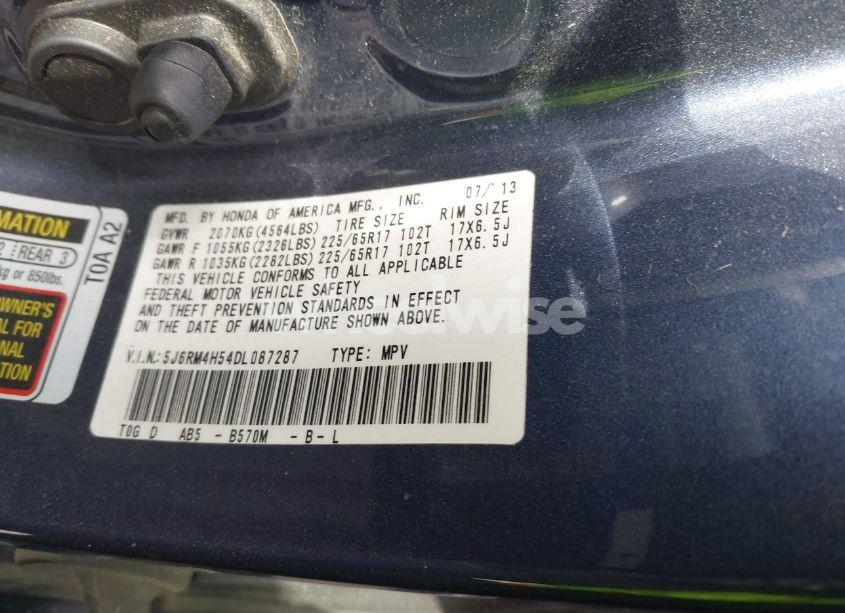 MFD. BY HONDA OF AMERICA MFG., INC. 07/13
GVWR 2070KG(4564LBS) TIRE SIZE RIM SIZE
GAWR F 1055KG(2326LBS) 225/65R17 102T 17X6.5J
GAWR R 1035KG(2282LBS) 225/65R17 102T 17X6.5J
THIS VEHICLE CONFORMS TO ALL APPLICABLE
FEDERAL MOTOR VEHICLE SAFETY
AND THEFT PREVENTION STANDARDS IN EFFECT
ON THE DATE OF MANUFACTURE SHOWN ABOVE.
V.I.N.: 5J6RM4H54DL087287 TYPE: MPV
T0G D AB5 - B570M - B - L
T0A A2
MATION
2 REAR 3
kg or 850lbs.
OWNER'S
AL FOR
ONAL
TION